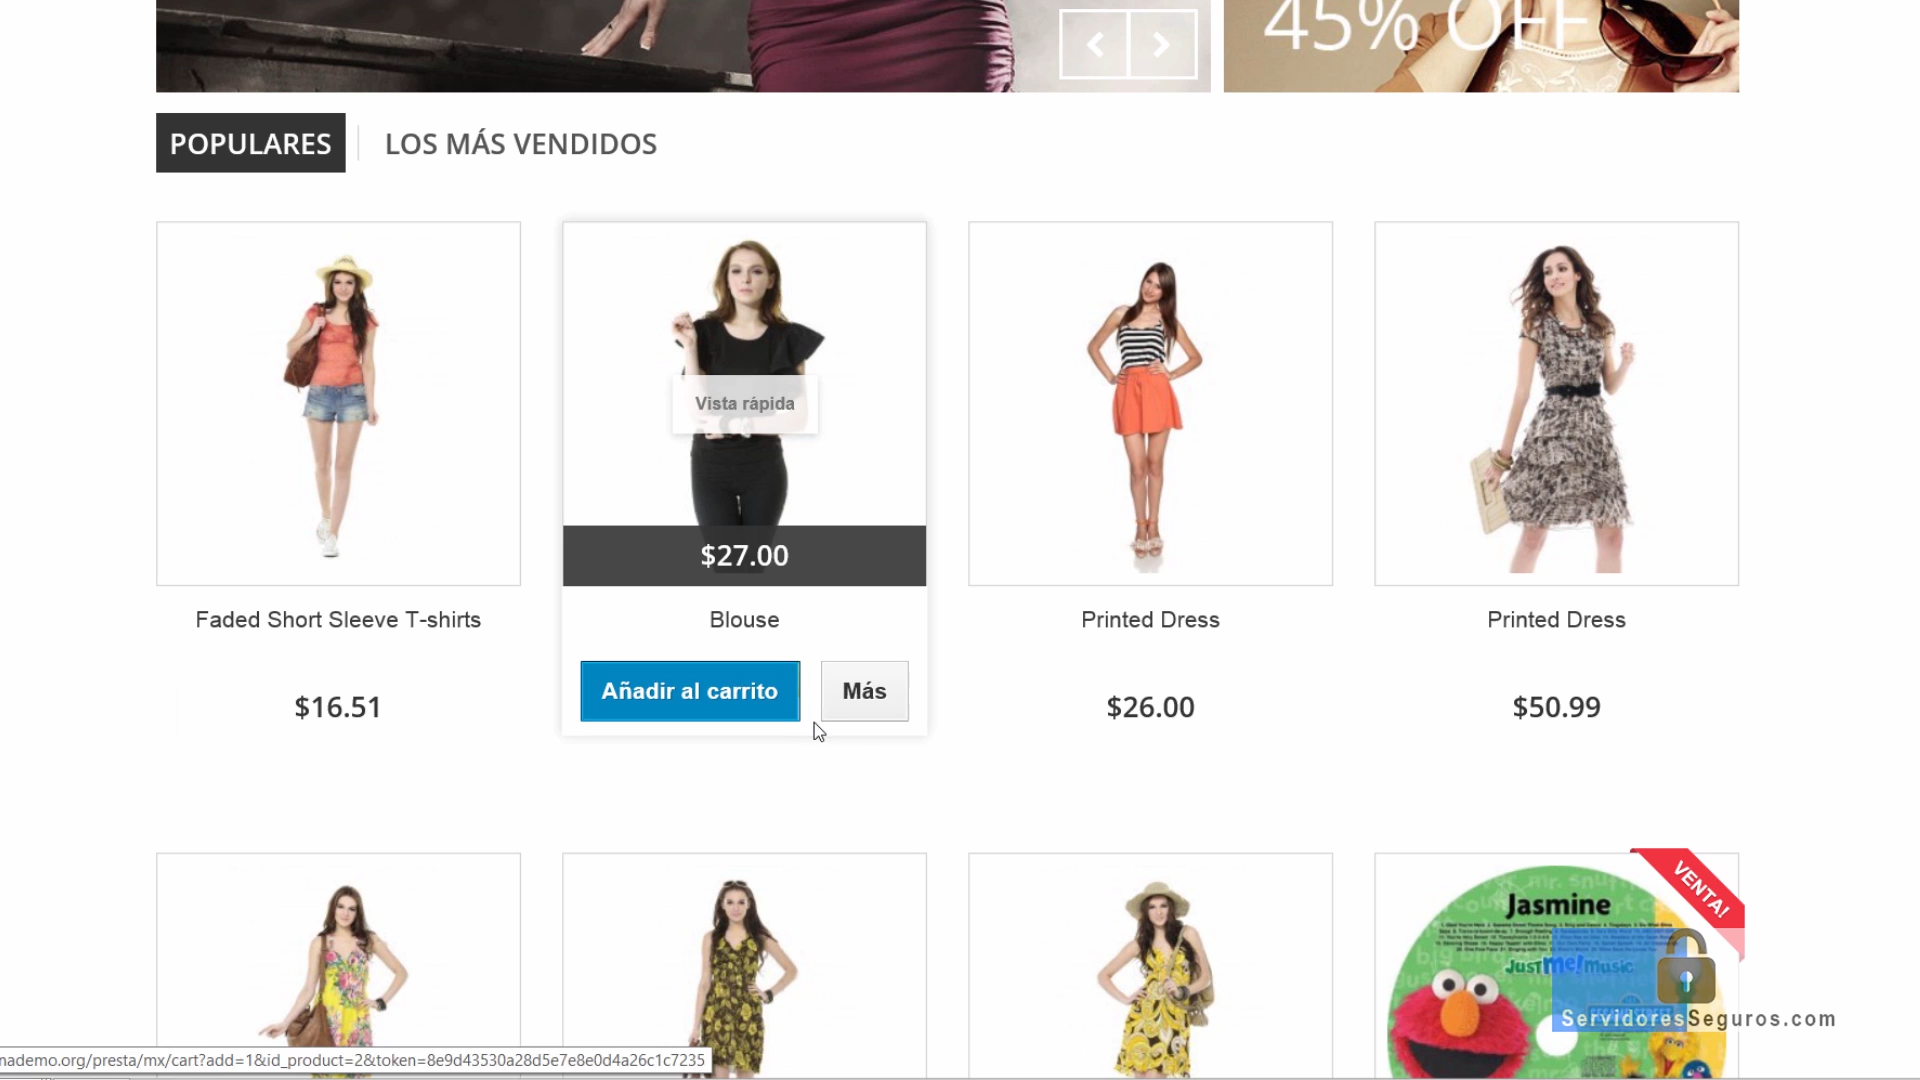 45% OFF
POPULARES
LOS MÁS VENDIDOS
Vista rápida
$27.00
Faded Short Sleeve T-shirts
Blouse
Printed Dress
Printed Dress
Añadir al carrito
Más
$16.51
$26.00
$50.99
VENTA!
Jasmine
Just me! music
ServidoresSeguros.com
nademo.org/presta/mx/cart?add=1&id_product=2&token=8e9d43530a28d5e7e8e0d4a26c1c7235